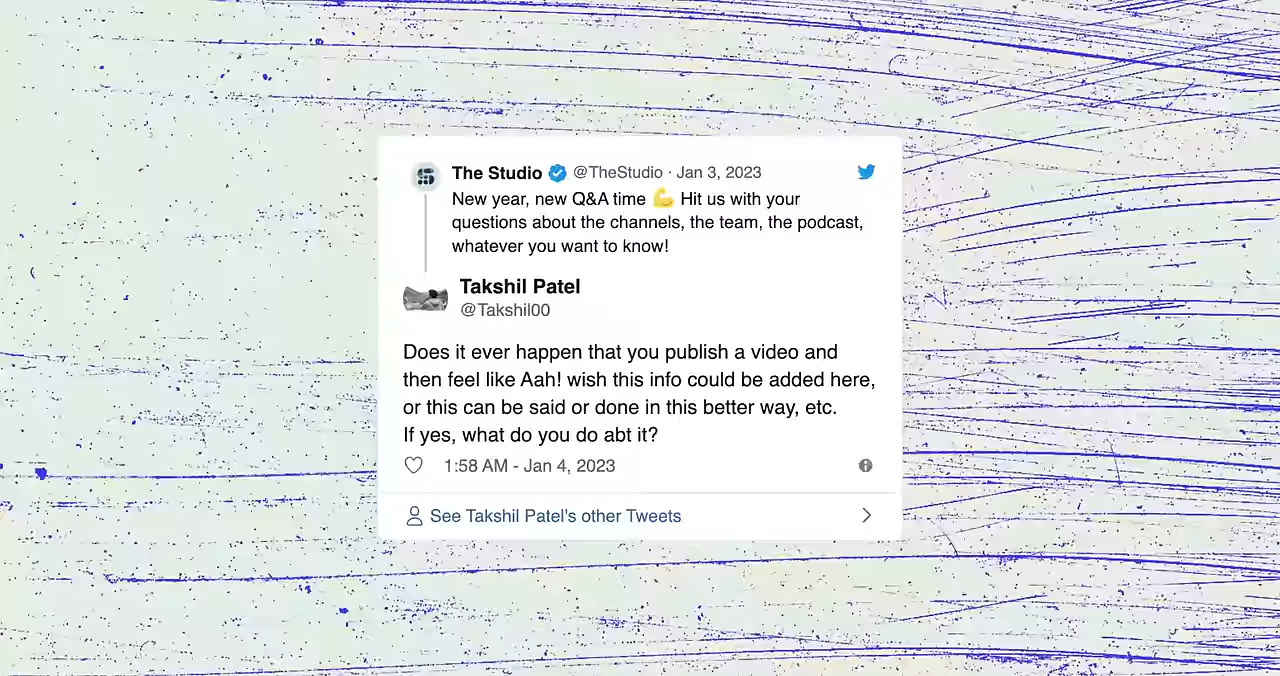 The Studio @TheStudio · Jan 3, 2023
New year, new Q&A time 💪 Hit us with your
questions about the channels, the team, the podcast,
whatever you want to know!
Takshil Patel
@Takshil00
Does it ever happen that you publish a video and
then feel like Aah! wish this info could be added here,
or this can be said or done in this better way, etc.
If yes, what do you do abt it?
1:58 AM - Jan 4, 2023
See Takshil Patel's other Tweets